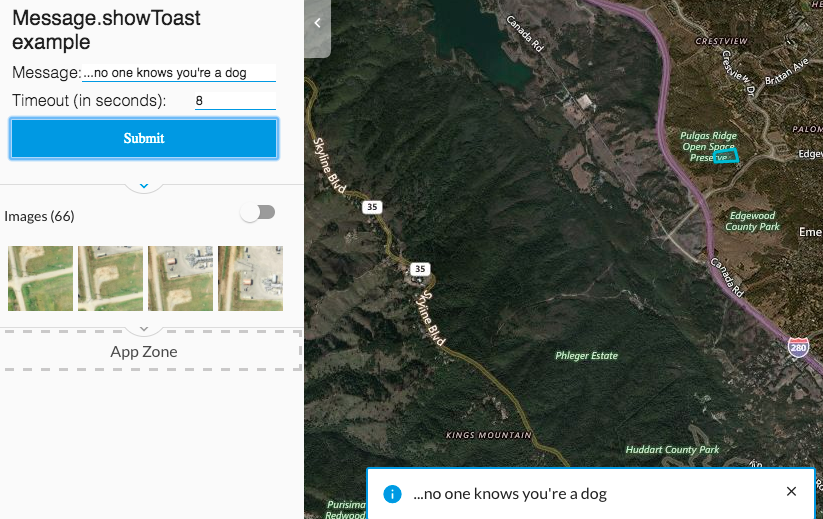 Message.showToast
example
Message: ...no one knows you're a dog
Timeout (in seconds): 8
Submit
Images (66)
App Zone
Canada Rd
CRESTVIEW
Crestview Dr
Brittan Ave
Pulgas Ridge
Open Space
Preserve
Skyline Blvd
35
Edgewood
County Park
35
Canada Rd
Skyline Blvd
280
Phleger Estate
KINGS MOUNTAIN
Huddart County Park
Purisima
Redwood
...no one knows you're a dog